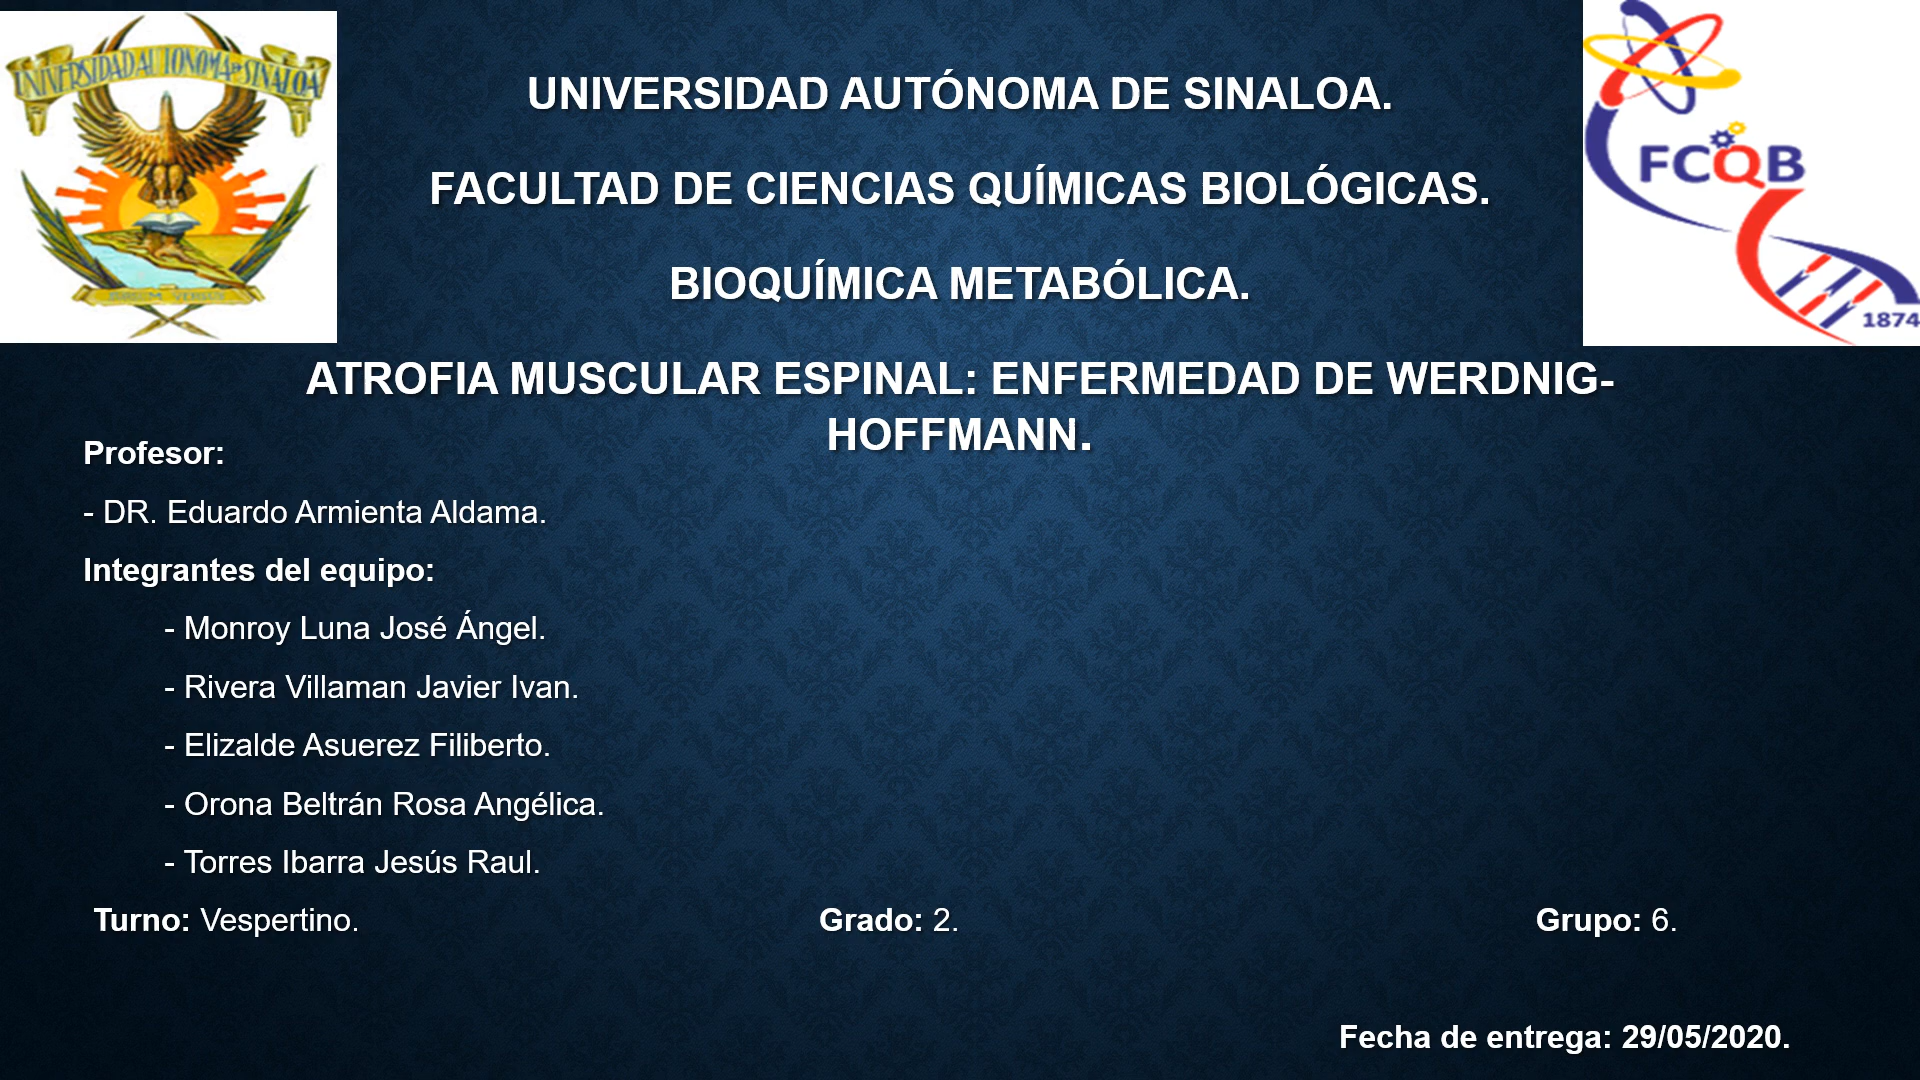 UNIVERSIDAD AUTONOMA DE SINALOA
FCQB
1874
UNIVERSIDAD AUTÓNOMA DE SINALOA.
FACULTAD DE CIENCIAS QUÍMICAS BIOLÓGICAS.
BIOQUÍMICA METABÓLICA.
ATROFIA MUSCULAR ESPINAL: ENFERMEDAD DE WERDNIG-
HOFFMANN.
Profesor:
- DR. Eduardo Armienta Aldama.
Integrantes del equipo:
- Monroy Luna José Ángel.
- Rivera Villaman Javier Ivan.
- Elizalde Asuerez Filiberto.
- Orona Beltrán Rosa Angélica.
- Torres Ibarra Jesús Raul.
Turno: Vespertino. Grado: 2. Grupo: 6.
Fecha de entrega: 29/05/2020.